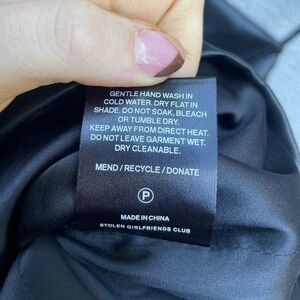 GENTLE HAND WASH IN
COLD WATER. DRY FLAT IN
SHADE. DO NOT SOAK, BLEACH
OR TUMBLE DRY.
KEEP AWAY FROM DIRECT HEAT.
DO NOT LEAVE GARMENT WET.
DRY CLEANABLE.
MEND / RECYCLE / DONATE
P
MADE IN CHINA
STOLEN GIRLFRIENDS CLUB